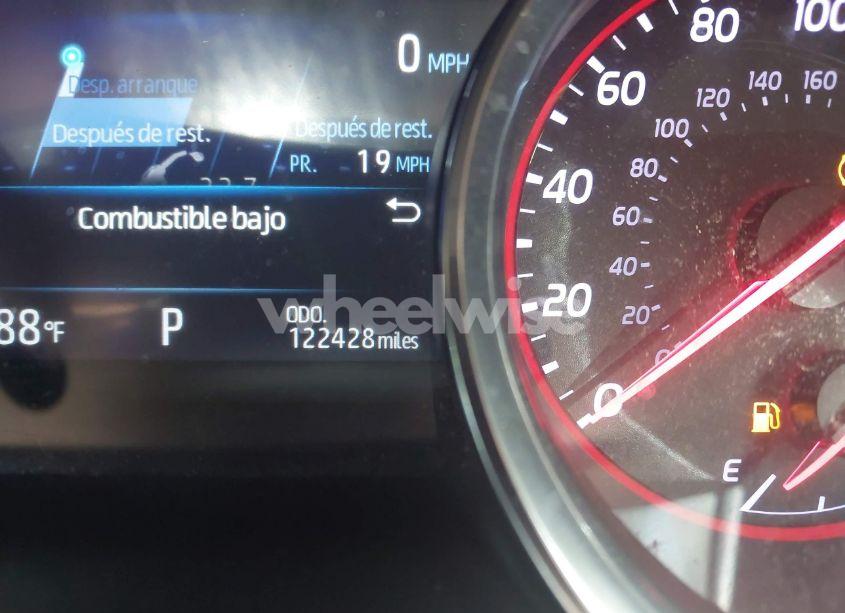 0 MPH
Desp. arranque
Después de rest.
Después de rest.
PR. 19 MPH
Combustible bajo
88°F
P
ODO.
122428 miles
wheelwise
0
20
40
60
80
100
0
20
40
60
80
100
120
140
160
E